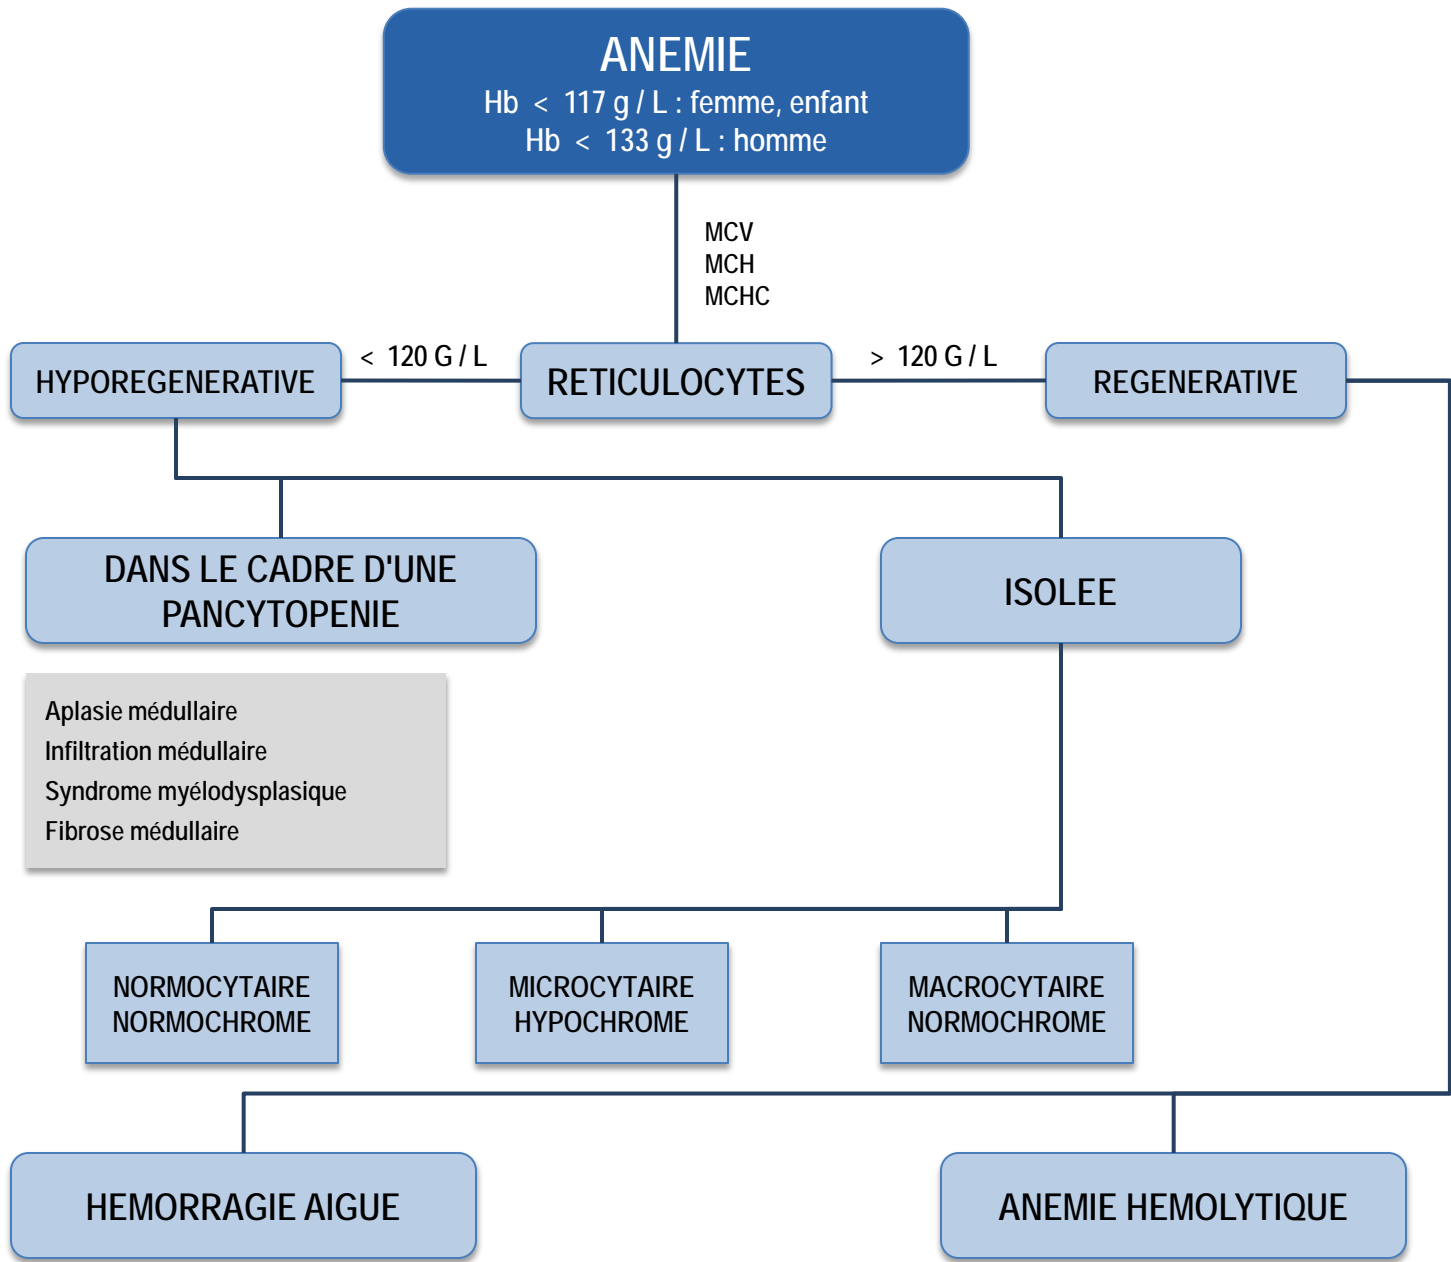 ANEMIE
Hb < 117 g / L : femme, enfant
Hb < 133 g / L : homme
MCV
MCH
MCHC
HYPOREGENERATIVE
< 120 G / L
RETICULOCYTES
> 120 G / L
REGENERATIVE
DANS LE CADRE D'UNE
PANCYTOPENIE
ISOLEE
Aplasie médullaire
Infiltration médullaire
Syndrome myélodysplasique
Fibrose médullaire
NORMOCYTAIRE
NORMOCHROME
MICROCYTAIRE
HYPOCHROME
MACROCYTAIRE
NORMOCHROME
HEMORRAGIE AIGUE
ANEMIE HEMOLYTIQUE